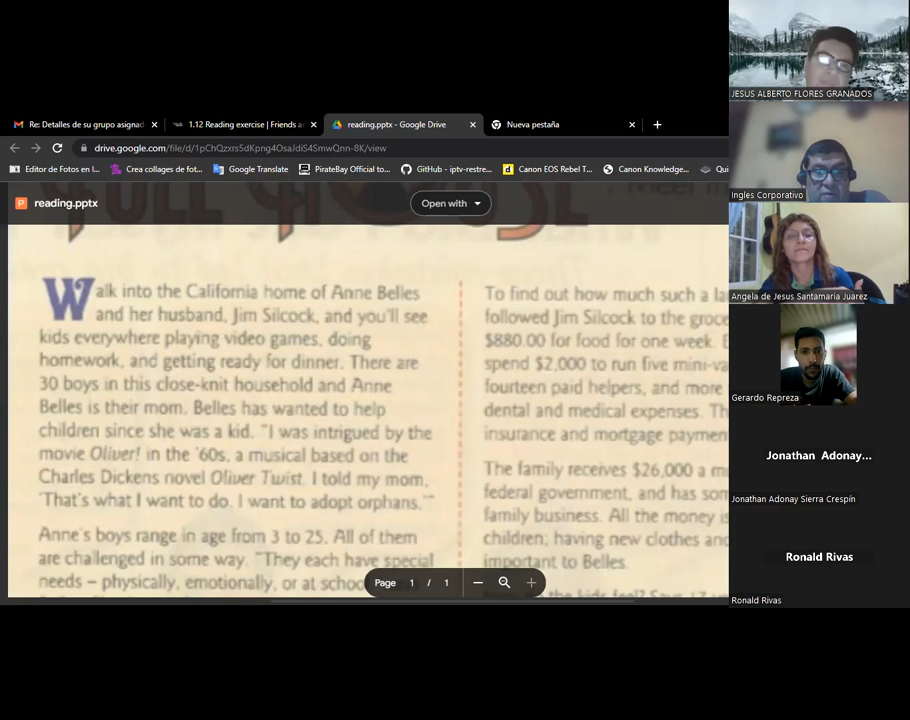 Re: Detalles de su grupo asignad
1.12 Reading exercise | Friends a
reading.pptx - Google Drive
Nueva pestaña
drive.google.com/file/d/1pChQzxrs5dKpng4OsaJdiS4SmwQnn-8K/view
Editor de Fotos en l...
Crea collages de fot...
Google Translate
PirateBay Official to...
GitHub - iptv-restre...
Canon EOS Rebel T...
Canon Knowledge...
Qui
reading.pptx
Open with
Walk into the California home of Anne Belles
and her husband, Jim Silcock, and you'll see
kids everywhere playing video games, doing
homework, and getting ready for dinner. There are
30 boys in this close-knit household and Anne
Belles is their mom. Belles has wanted to help
children since she was a kid. "I was intrigued by the
movie Oliver! in the '60s, a musical based on the
Charles Dickens novel Oliver Twist. I told my mom,
'That's what I want to do. I want to adopt orphans.'"
Anne's boys range in age from 3 to 25. All of them
are challenged in some way. "They each have special
needs – physically, emotionally, or at schoo
To find out how much such a la
followed Jim Silcock to the groce
$880.00 for food for one week. E
spend $2,000 to run five mini-va
fourteen paid helpers, and more
dental and medical expenses. Th
insurance and mortgage paymen
The family receives $26,000 a m
federal government, and has som
family business. All the money is
children; having new clothes and
important to Belles.
the kids feel? Says 17-y
Page 1 / 1
JESUS ALBERTO FLORES GRANADOS
Ingles Corporativo
Angela de Jesus Santamaria Juarez
Gerardo Repreza
Jonathan Adonay...
Jonathan Adonay Sierra Crespín
Ronald Rivas
Ronald Rivas